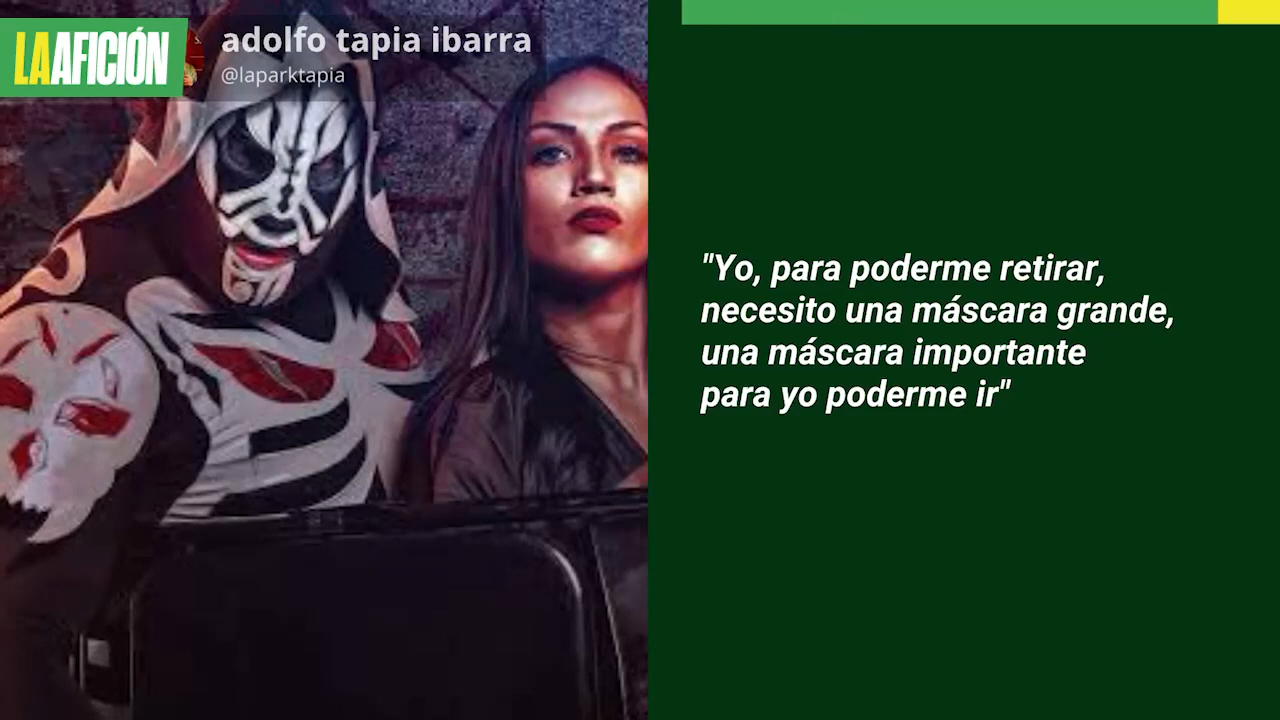 LAAFICIÓN
adolfo tapia ibarra
@laparktapia
"Yo, para poderme retirar,
necesito una máscara grande,
una máscara importante
para yo poderme ir"